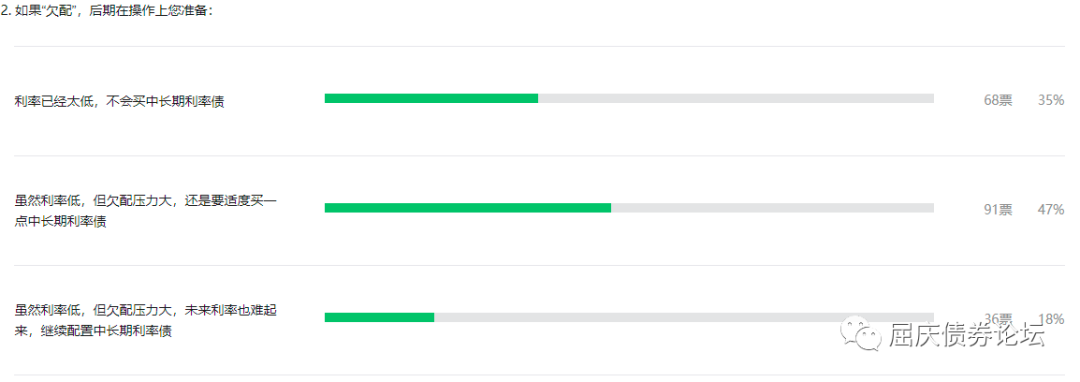 2. 如果“欠配”，后期在操作上您准备：
利率已经太低，不会买中长期利率债
68票 35%
虽然利率低，但欠配压力大，还是要适度买一
点中长期利率债
91票 47%
虽然利率低，但欠配压力大，未来利率也难起
来，继续配置中长期利率债
36票 18%
屈庆债券论坛